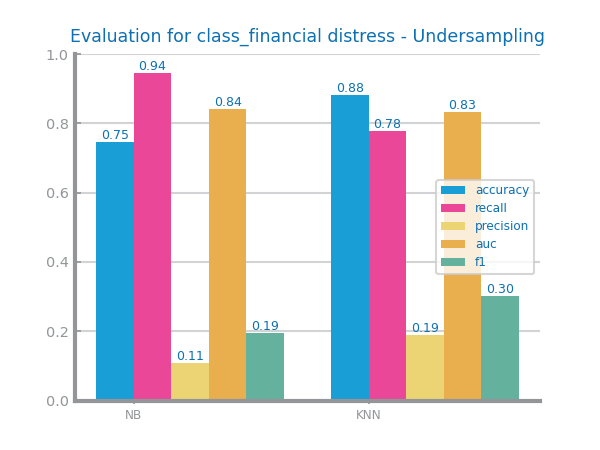 Evaluation for class_financial distress - Undersampling
1.0
0.8
0.6
0.4
0.2
0.0
0.75
0.94
0.11
0.84
0.19
0.88
0.78
0.19
0.83
0.30
accuracy
recall
precision
auc
f1
NB
KNN